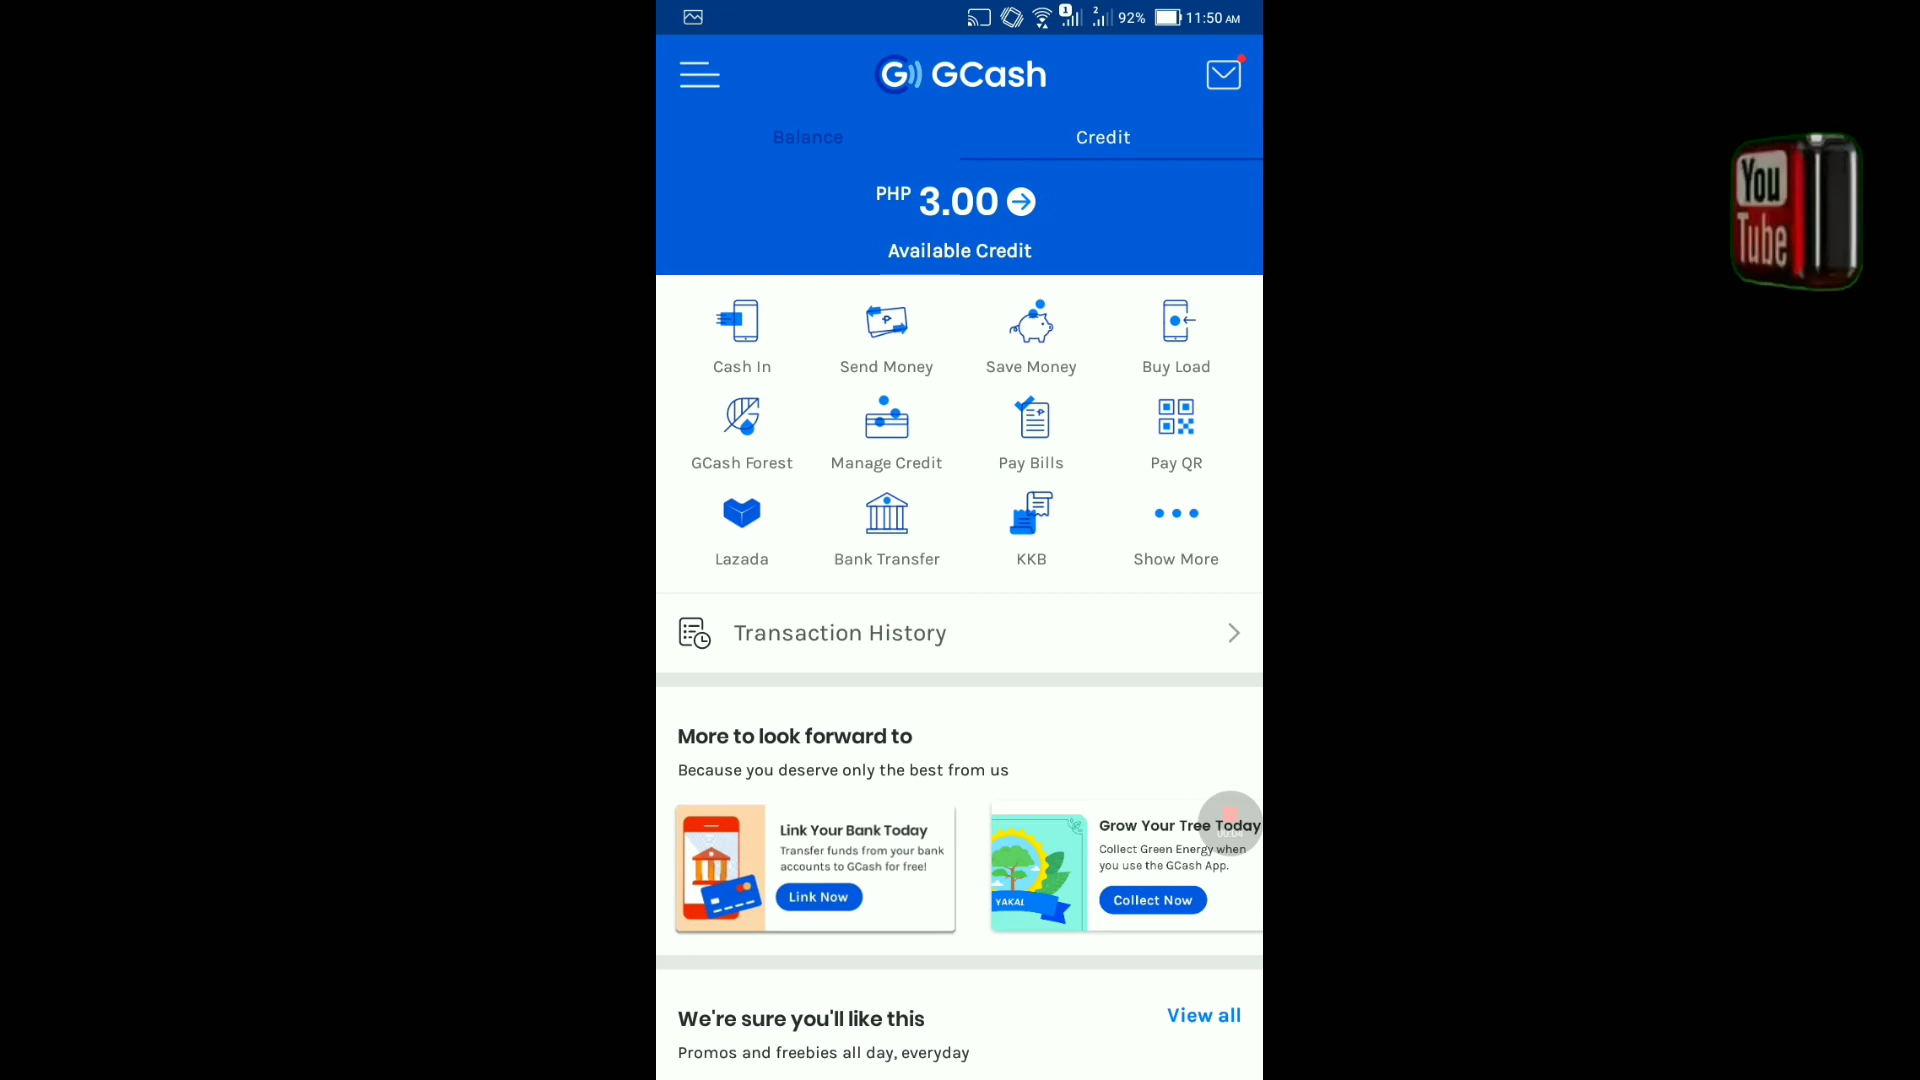 1 2 92% 11:50 AM
G GCash
Balance Credit
PHP 3.00
Available Credit
Cash In Send Money Save Money Buy Load
GCash Forest Manage Credit Pay Bills Pay QR
Lazada Bank Transfer KKB Show More
Transaction History
More to look forward to
Because you deserve only the best from us
Link Your Bank Today
Transfer funds from your bank
accounts to GCash for free!
Link Now
YAKAL
Grow Your Tree Today
Collect Green Energy when
you use the GCash App.
Collect Now
00:04
We're sure you'll like this View all
Promos and freebies all day, everyday
You
Tube